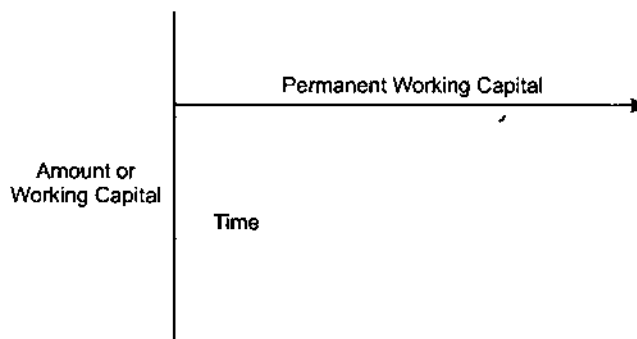 Permanent Working Capital
Amount or
Working Capital
Time